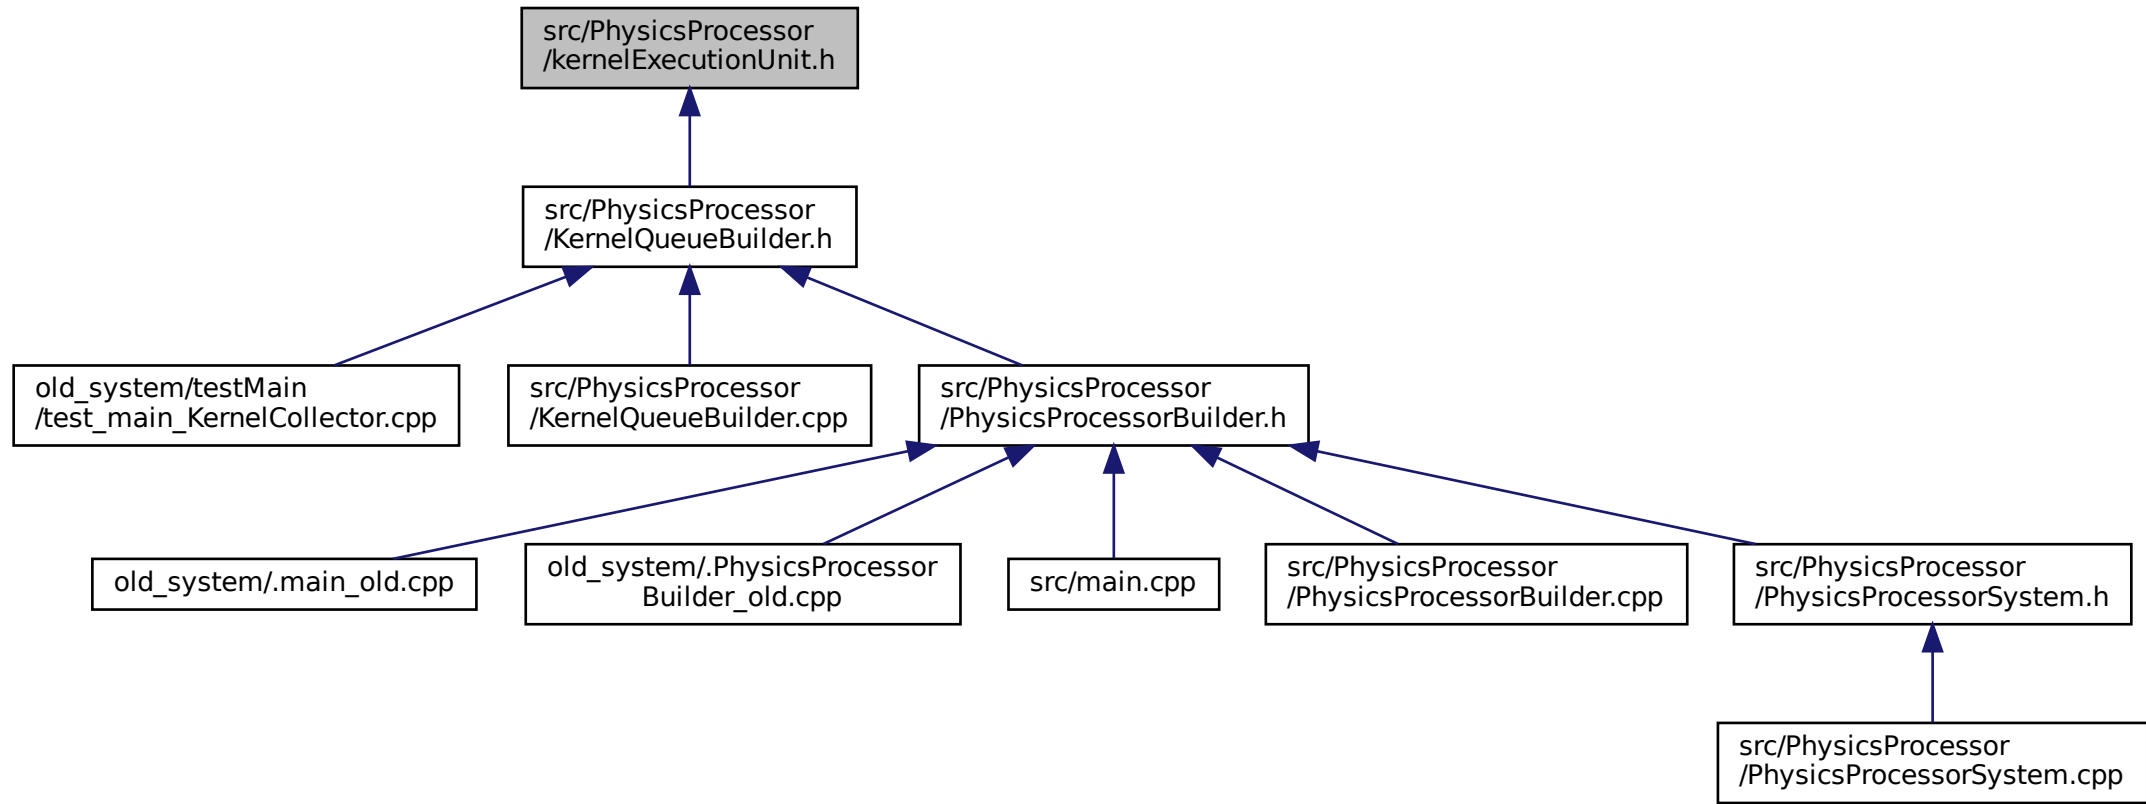 src/PhysicsProcessor
/kernelExecutionUnit.h
src/PhysicsProcessor
/KernelQueueBuilder.h
old_system/testMain
/test_main_KernelCollector.cpp
src/PhysicsProcessor
/KernelQueueBuilder.cpp
src/PhysicsProcessor
/PhysicsProcessorBuilder.h
old_system/.main_old.cpp
old_system/.PhysicsProcessor
Builder_old.cpp
src/main.cpp
src/PhysicsProcessor
/PhysicsProcessorBuilder.cpp
src/PhysicsProcessor
/PhysicsProcessorSystem.h
src/PhysicsProcessor
/PhysicsProcessorSystem.cpp